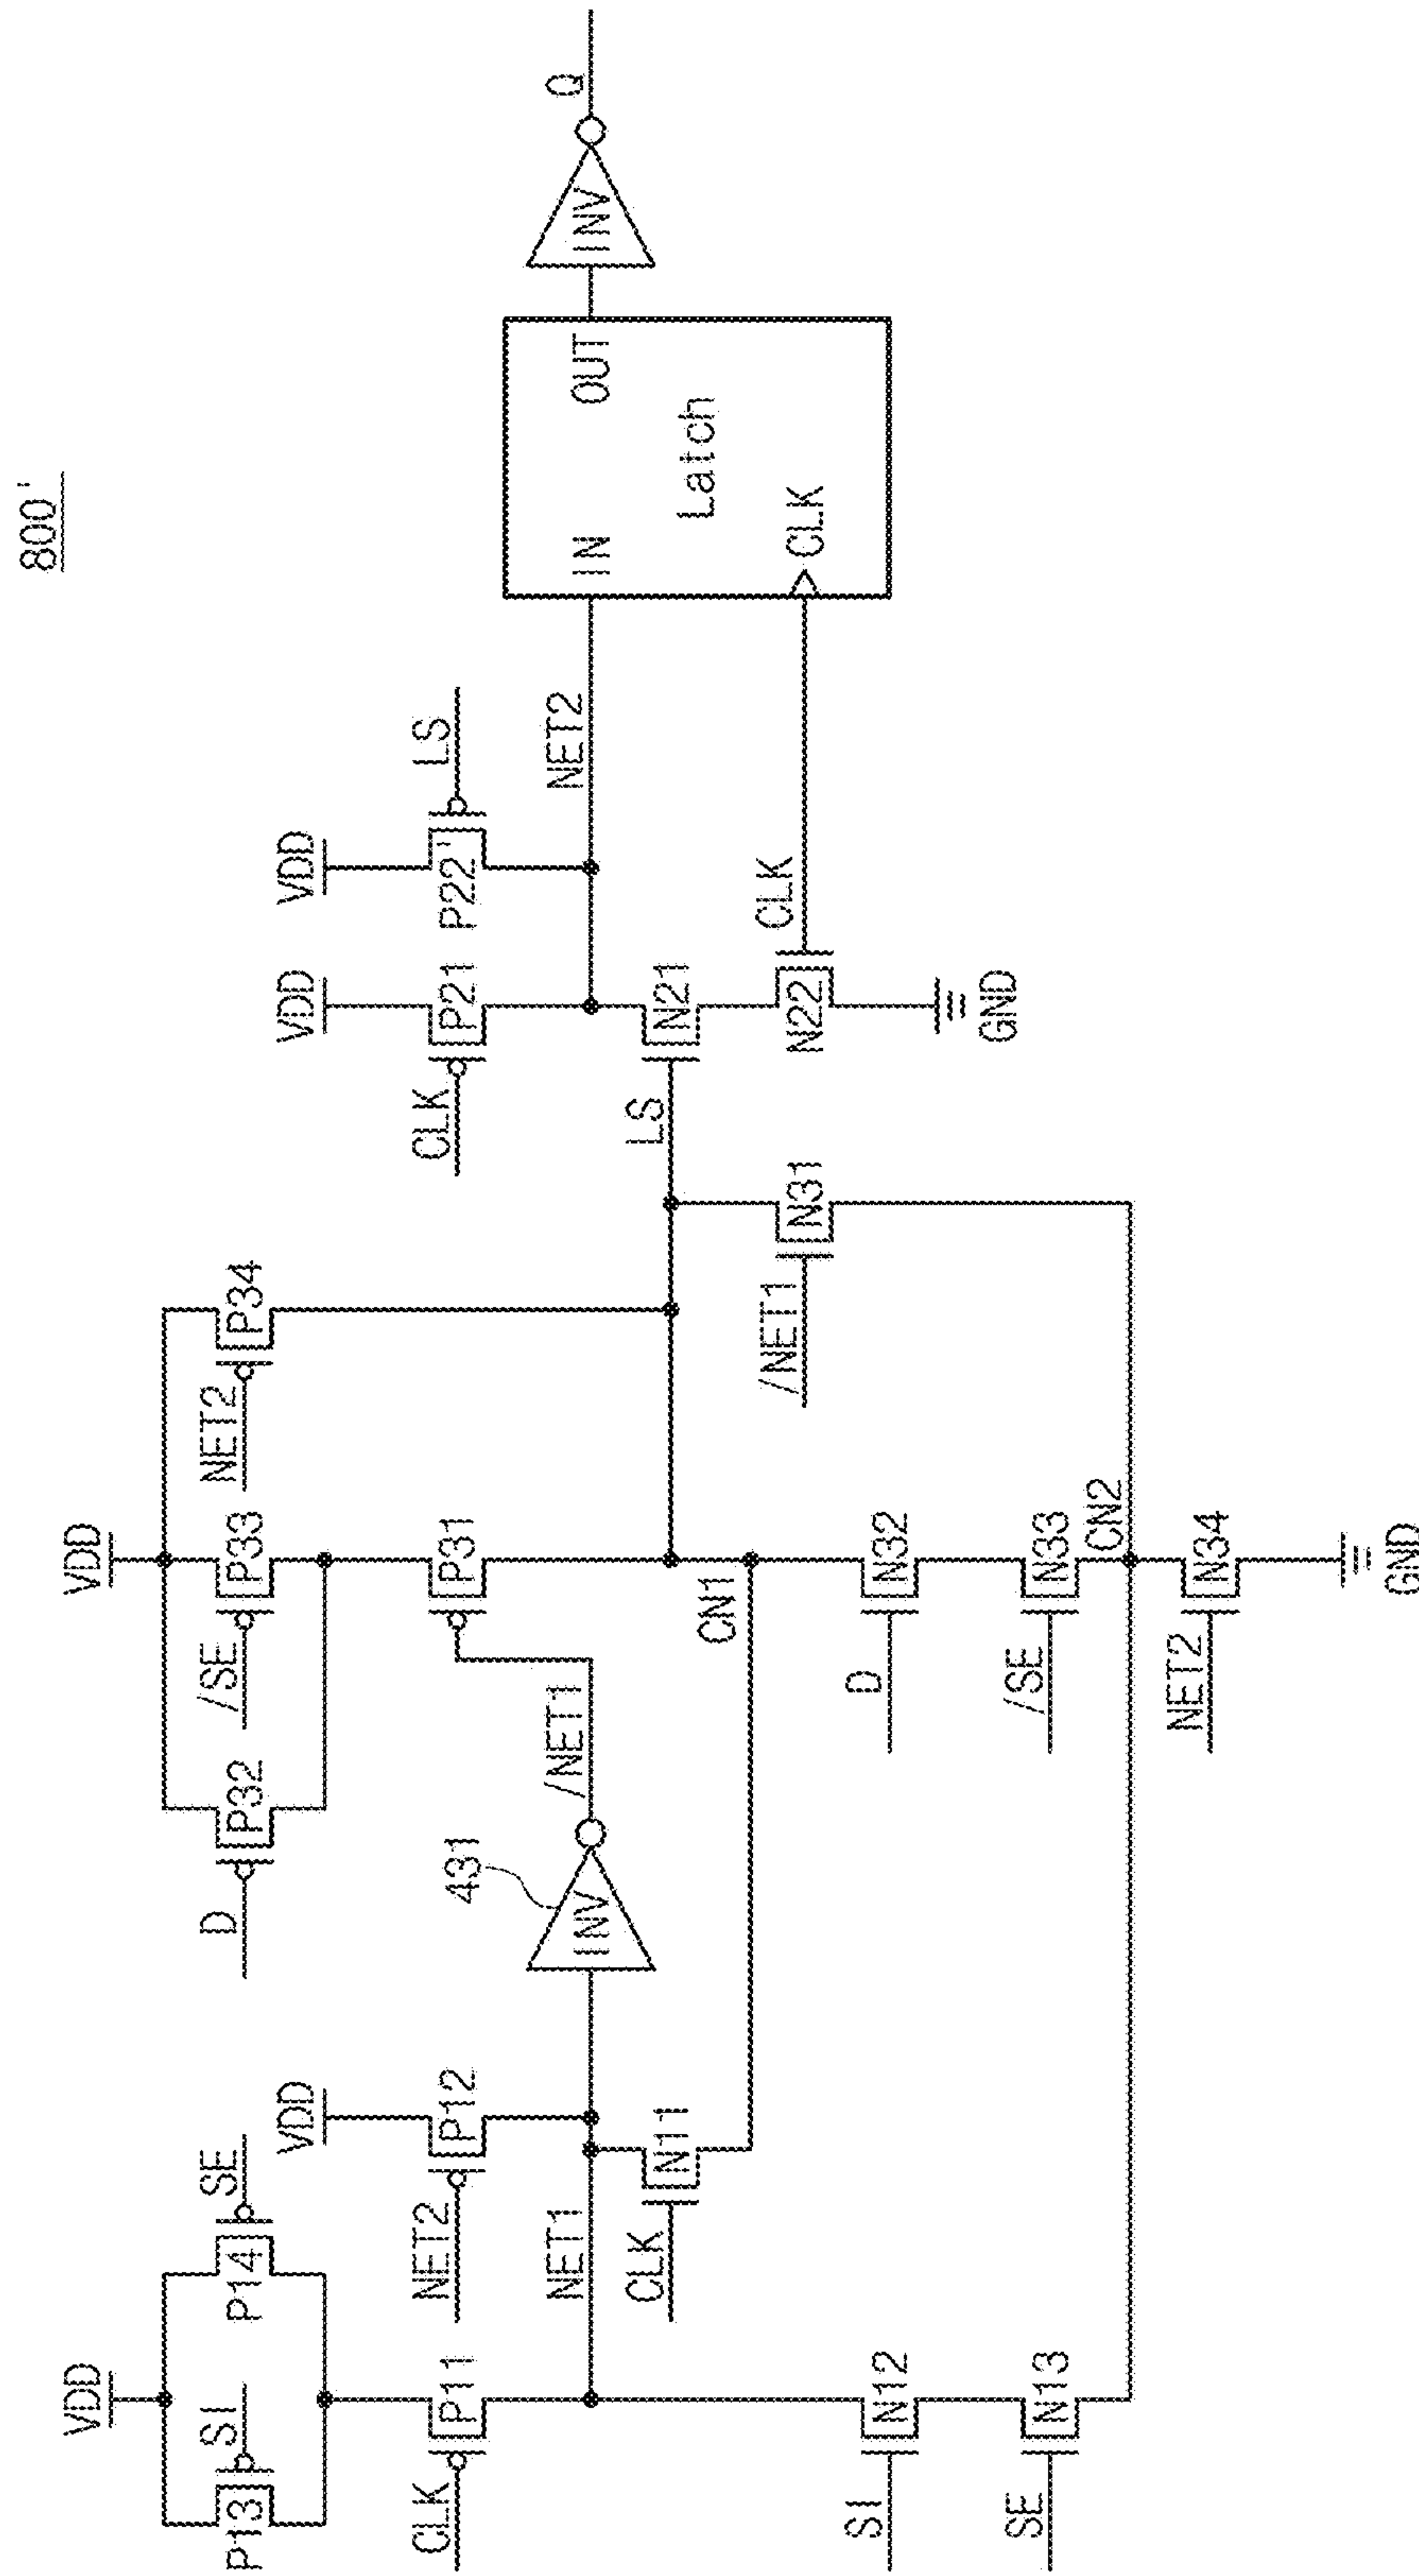 800'
VDD
P13
SI
P14
SE
CLK
P11
VDD
NET2
P12
NET1
CLK
N11
SI
N12
SE
N13
431
INV
/NET1
D
P32
VDD
/SE
P33
NET2
P34
P31
CN1
D
N32
/SE
N33
CN2
NET2
N34
GND
/NET1
N31
LS
VDD
CLK
P21
VDD
P22'
LS
N21
N22
CLK
GND
NET2
IN
OUT
Latch
CLK
INV
Q